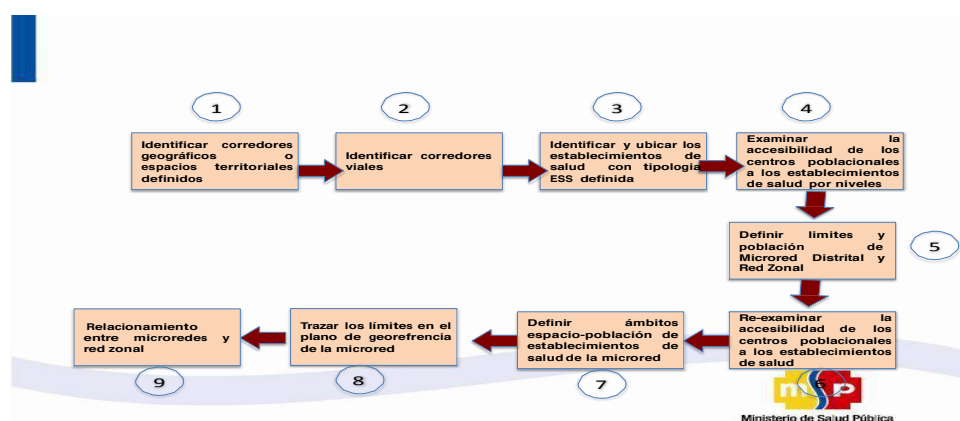 1
Identificar corredores
geográficos o
espacios territoriales
definidos
2
Identificar corredores
viales
3
Identificar y ubicar los
establecimientos de
salud con tipologia
ESS definida
4
Examinar la
accesibilidad de los
centros poblacionales
a los establecimientos
de salud por niveles
Definir limites y
población de
Microred Distrital y
Red Zonal
5
Re-examinar la
accesibilidad de los
centros poblacionales
a los establecimientos
de salud
6
Definir ámbitos
espacio-población de
establecimientos de
salud de la microred
7
Trazar los límites en el
plano de georefrencia
de la microred
8
Relacionamiento
entre microredes y
red zonal
9
msp
Ministerio de Salud Pública